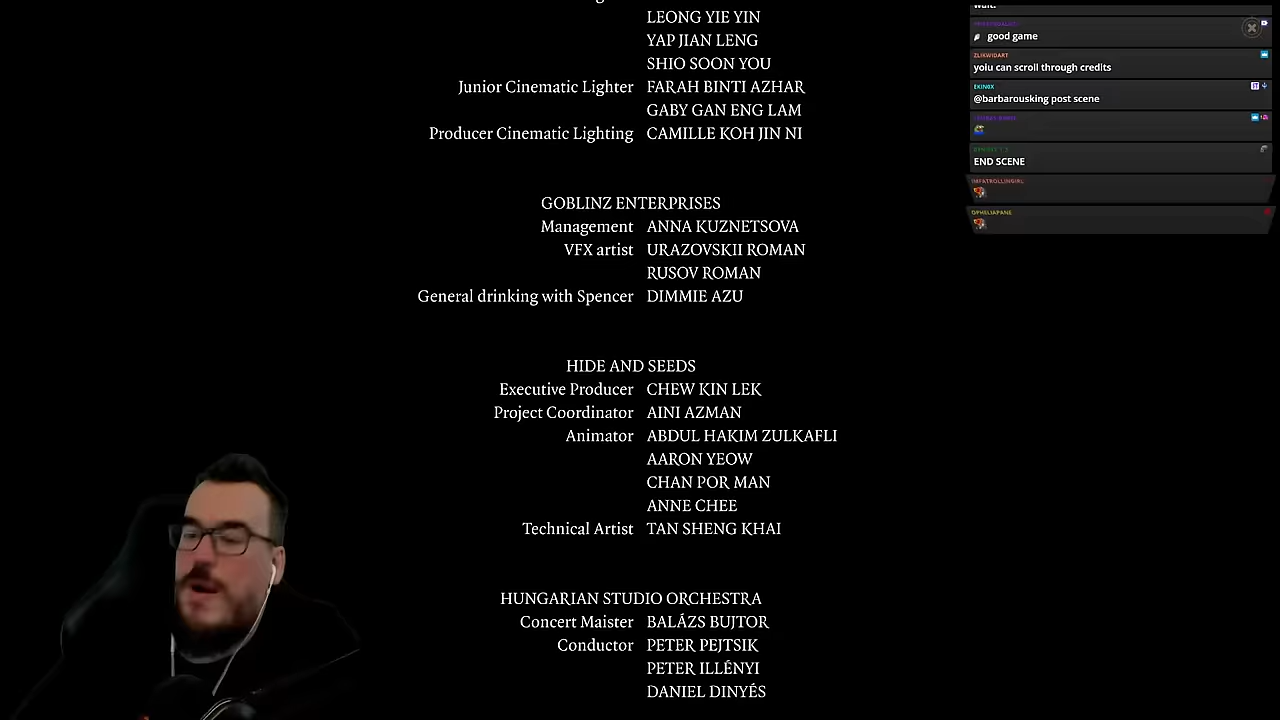 LEONG YIE YIN
YAP JIAN LENG
SHIO SOON YOU
Junior Cinematic Lighter FARAH BINTI AZHAR
GABY GAN ENG LAM
Producer Cinematic Lighting CAMILLE KOH JIN NI
GOBLINZ ENTERPRISES
Management ANNA KUZNETSOVA
VFX artist URAZOVSKII ROMAN
RUSOV ROMAN
General drinking with Spencer DIMMIE AZU
HIDE AND SEEDS
Executive Producer CHEW KIN LEK
Project Coordinator AINI AZMAN
Animator ABDUL HAKIM ZULKAFLI
AARON YEOW
CHAN POR MAN
ANNE CHEE
Technical Artist TAN SHENG KHAI
HUNGARIAN STUDIO ORCHESTRA
Concert Maister BALÁZS BUJTOR
Conductor PETER PEJTSIK
PETER ILLÉNYI
DANIEL DINYÉS
good game
ZLIKWIDART
yolu can scroll through credits
EKINOX
@barbarousking post scene
END SCENE
IMFATROLLINGIRL
OPHELIAPANE